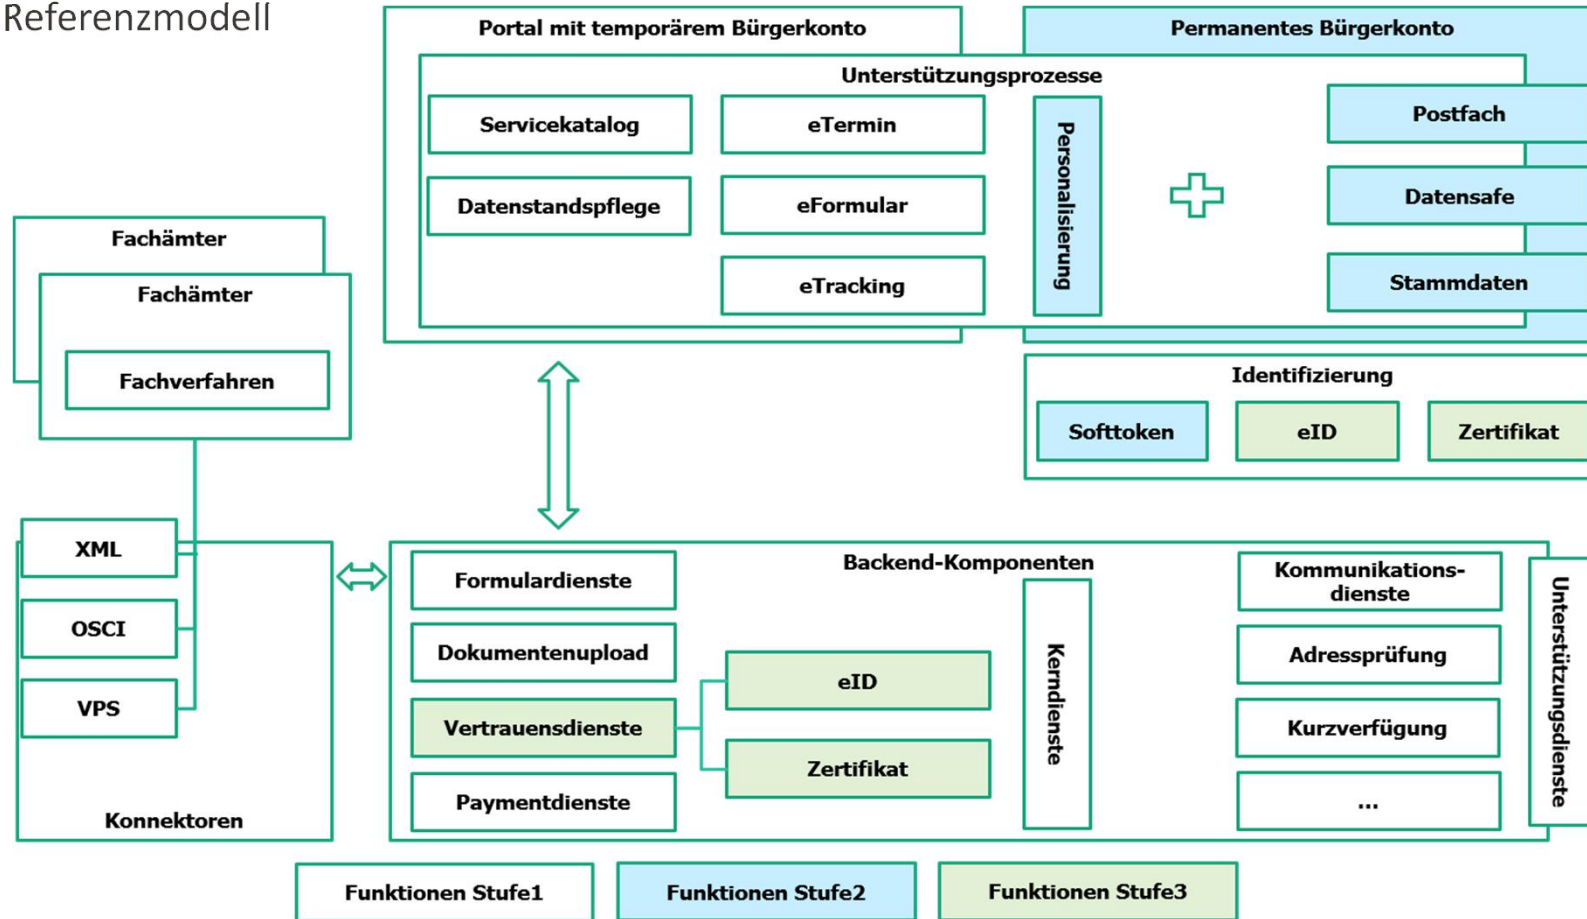 Referenzmodell
Portal mit temporärem Bürgerkonto
Permanentes Bürgerkonto
Unterstützungsprozesse
Servicekatalog
eTermin
Personalisierung
Postfach
Datenstandspflege
eFormular
Datensafe
eTracking
Stammdaten
Fachämter
Fachämter
Fachverfahren
Identifizierung
Softtoken
eID
Zertifikat
XML
OSCI
VPS
Konnektoren
Backend-Komponenten
Formulardienste
Dokumentenupload
Vertrauensdienste
Paymentdienste
eID
Zertifikat
Kerndienste
Kommunikations-
dienste
Adressprüfung
Kurzverfügung
...
Unterstützungsdienste
Funktionen Stufe1
Funktionen Stufe2
Funktionen Stufe3